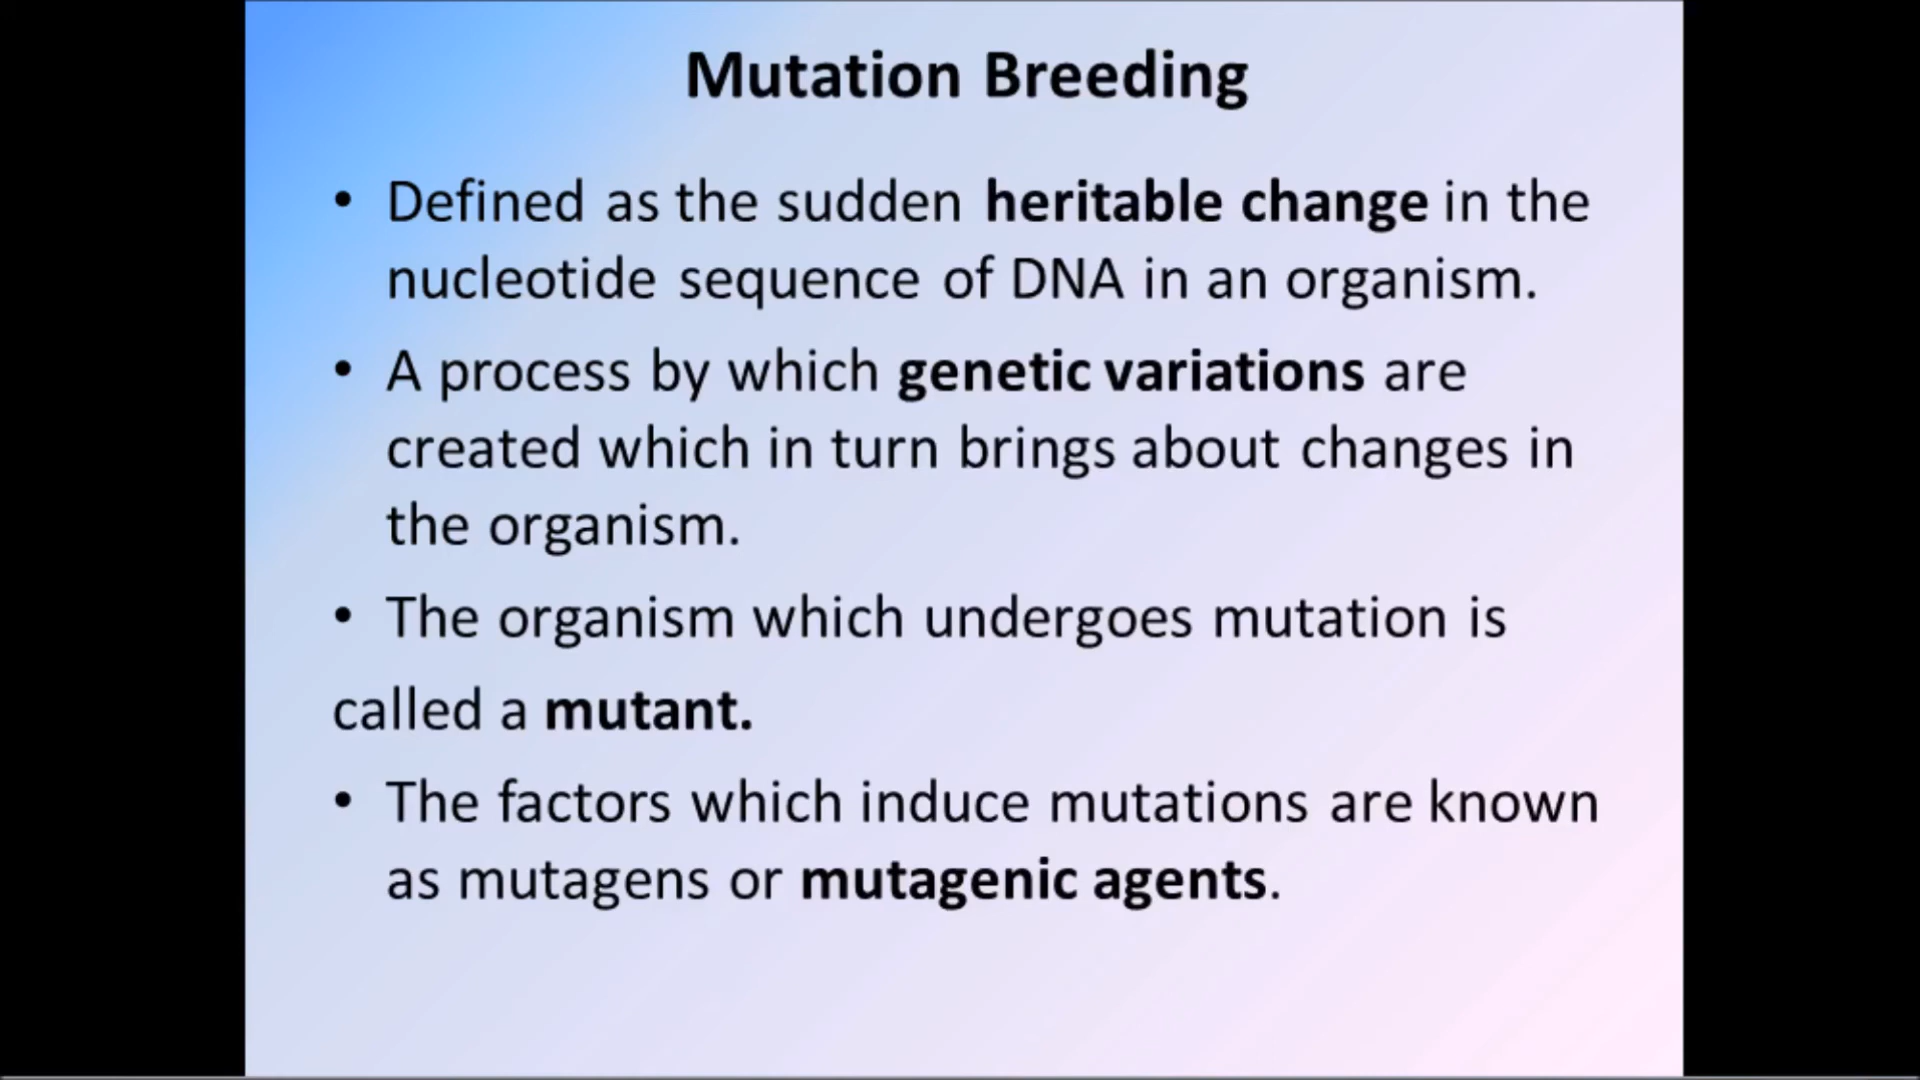 Mutation Breeding
• Defined as the sudden heritable change in the
nucleotide sequence of DNA in an organism.
• A process by which genetic variations are
created which in turn brings about changes in
the organism.
• The organism which undergoes mutation is
called a mutant.
• The factors which induce mutations are known
as mutagens or mutagenic agents.